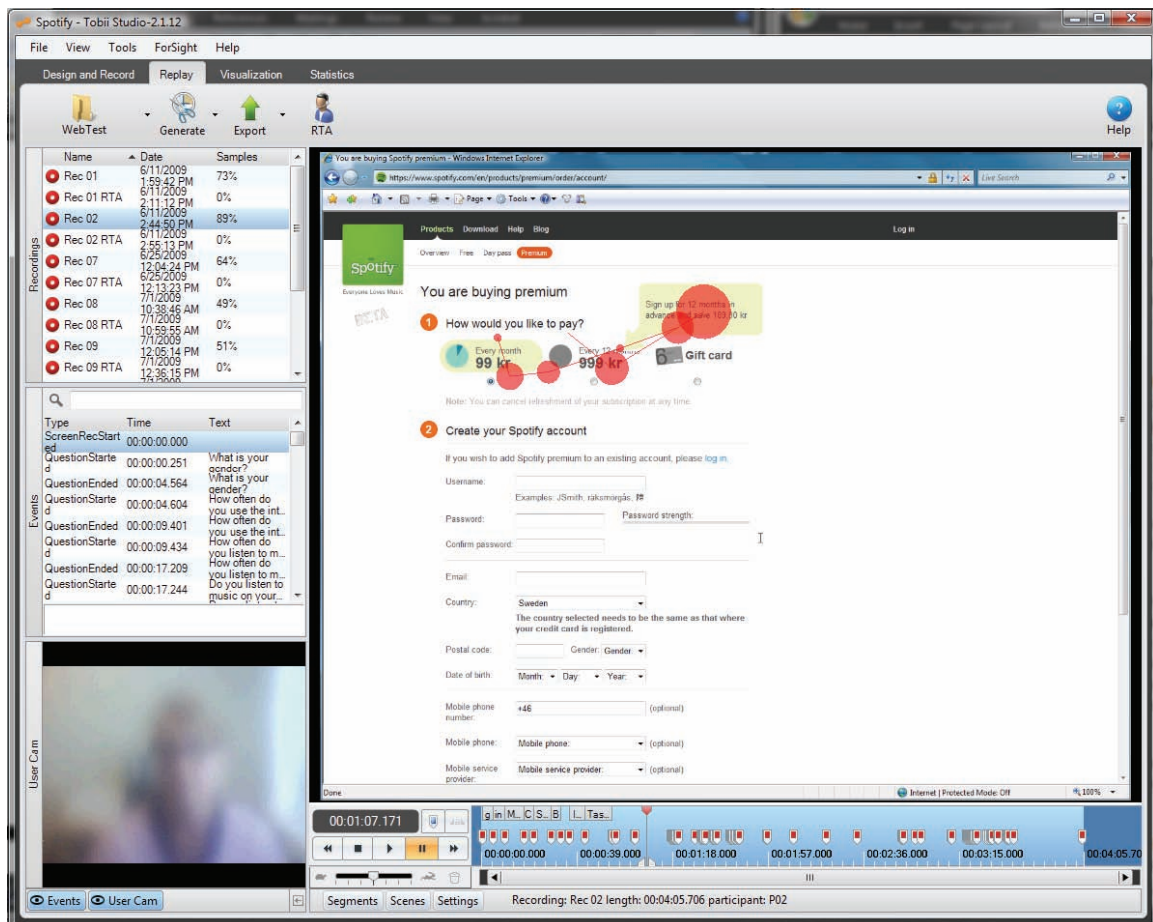 Spotify - Tobii Studio-2.1.12
File View Tools ForSight Help
Design and Record Replay Visualization Statistics
WebTest Generate Export RTA Help
Recordings
Name Date Samples
Rec 01 6/11/2009 1:59:42 PM 73%
Rec 01 RTA 6/11/2009 2:11:12 PM 0%
Rec 02 6/11/2009 2:44:50 PM 89%
Rec 02 RTA 6/11/2009 2:55:13 PM 0%
Rec 07 6/25/2009 12:04:24 PM 64%
Rec 07 RTA 6/25/2009 12:13:23 PM 0%
Rec 08 7/1/2009 10:38:46 AM 49%
Rec 08 RTA 7/1/2009 10:59:55 AM 0%
Rec 09 7/1/2009 12:05:14 PM 51%
Rec 09 RTA 7/1/2009 12:36:15 PM 0%
Events
Type Time Text
ScreenRecStarted 00:00:00.000
QuestionStarted 00:00:00.251 What is your gender?
QuestionEnded 00:00:04.564 What is your gender?
QuestionStarted 00:00:04.604 How often do you use the int...
QuestionEnded 00:00:09.401 How often do you use the int...
QuestionStarted 00:00:09.434 How often do you listen to m...
QuestionEnded 00:00:17.209 How often do you listen to m...
QuestionStarted 00:00:17.244 Do you listen to music on your...
User Cam
Events User Cam
You are buying Spotify premium - Windows Internet Explorer
https://www.spotify.com/en/products/premium/order/account/
Live Search
Page Tools
Products Download Help Blog Log in
Overview Free Day pass Premium
Spotify
Everyone Loves Music
BETA
You are buying premium
Sign up for 12 months in
advance and save 189,00 kr
1 How would you like to pay?
Every month
99 kr
Every 12
999 kr
6 Gift card
Note: You can cancel refreshment of your subscription at any time.
2 Create your Spotify account
If you wish to add Spotify premium to an existing account, please log in.
Username:
Examples: JSmith, räksmörgås,
Password: Password strength:
Confirm password:
Email:
Country: Sweden
The country selected needs to be the same as that where
your credit card is registered.
Postal code: Gender: Gender:
Date of birth: Month: Day: Year:
Mobile phone
number: +46 (optional)
Mobile phone: Mobile phone: (optional)
Mobile service
provider: Mobile service provider: (optional)
Done Internet | Protected Mode: Off 100%
00:01:07.171
g in M... C S... B I... Tas...
00:00:00.000 00:00:39.000 00:01:18.000 00:01:57.000 00:02:36.000 00:03:15.000 00:04:05.70
Segments Scenes Settings Recording: Rec 02 length: 00:04:05.706 participant: P02